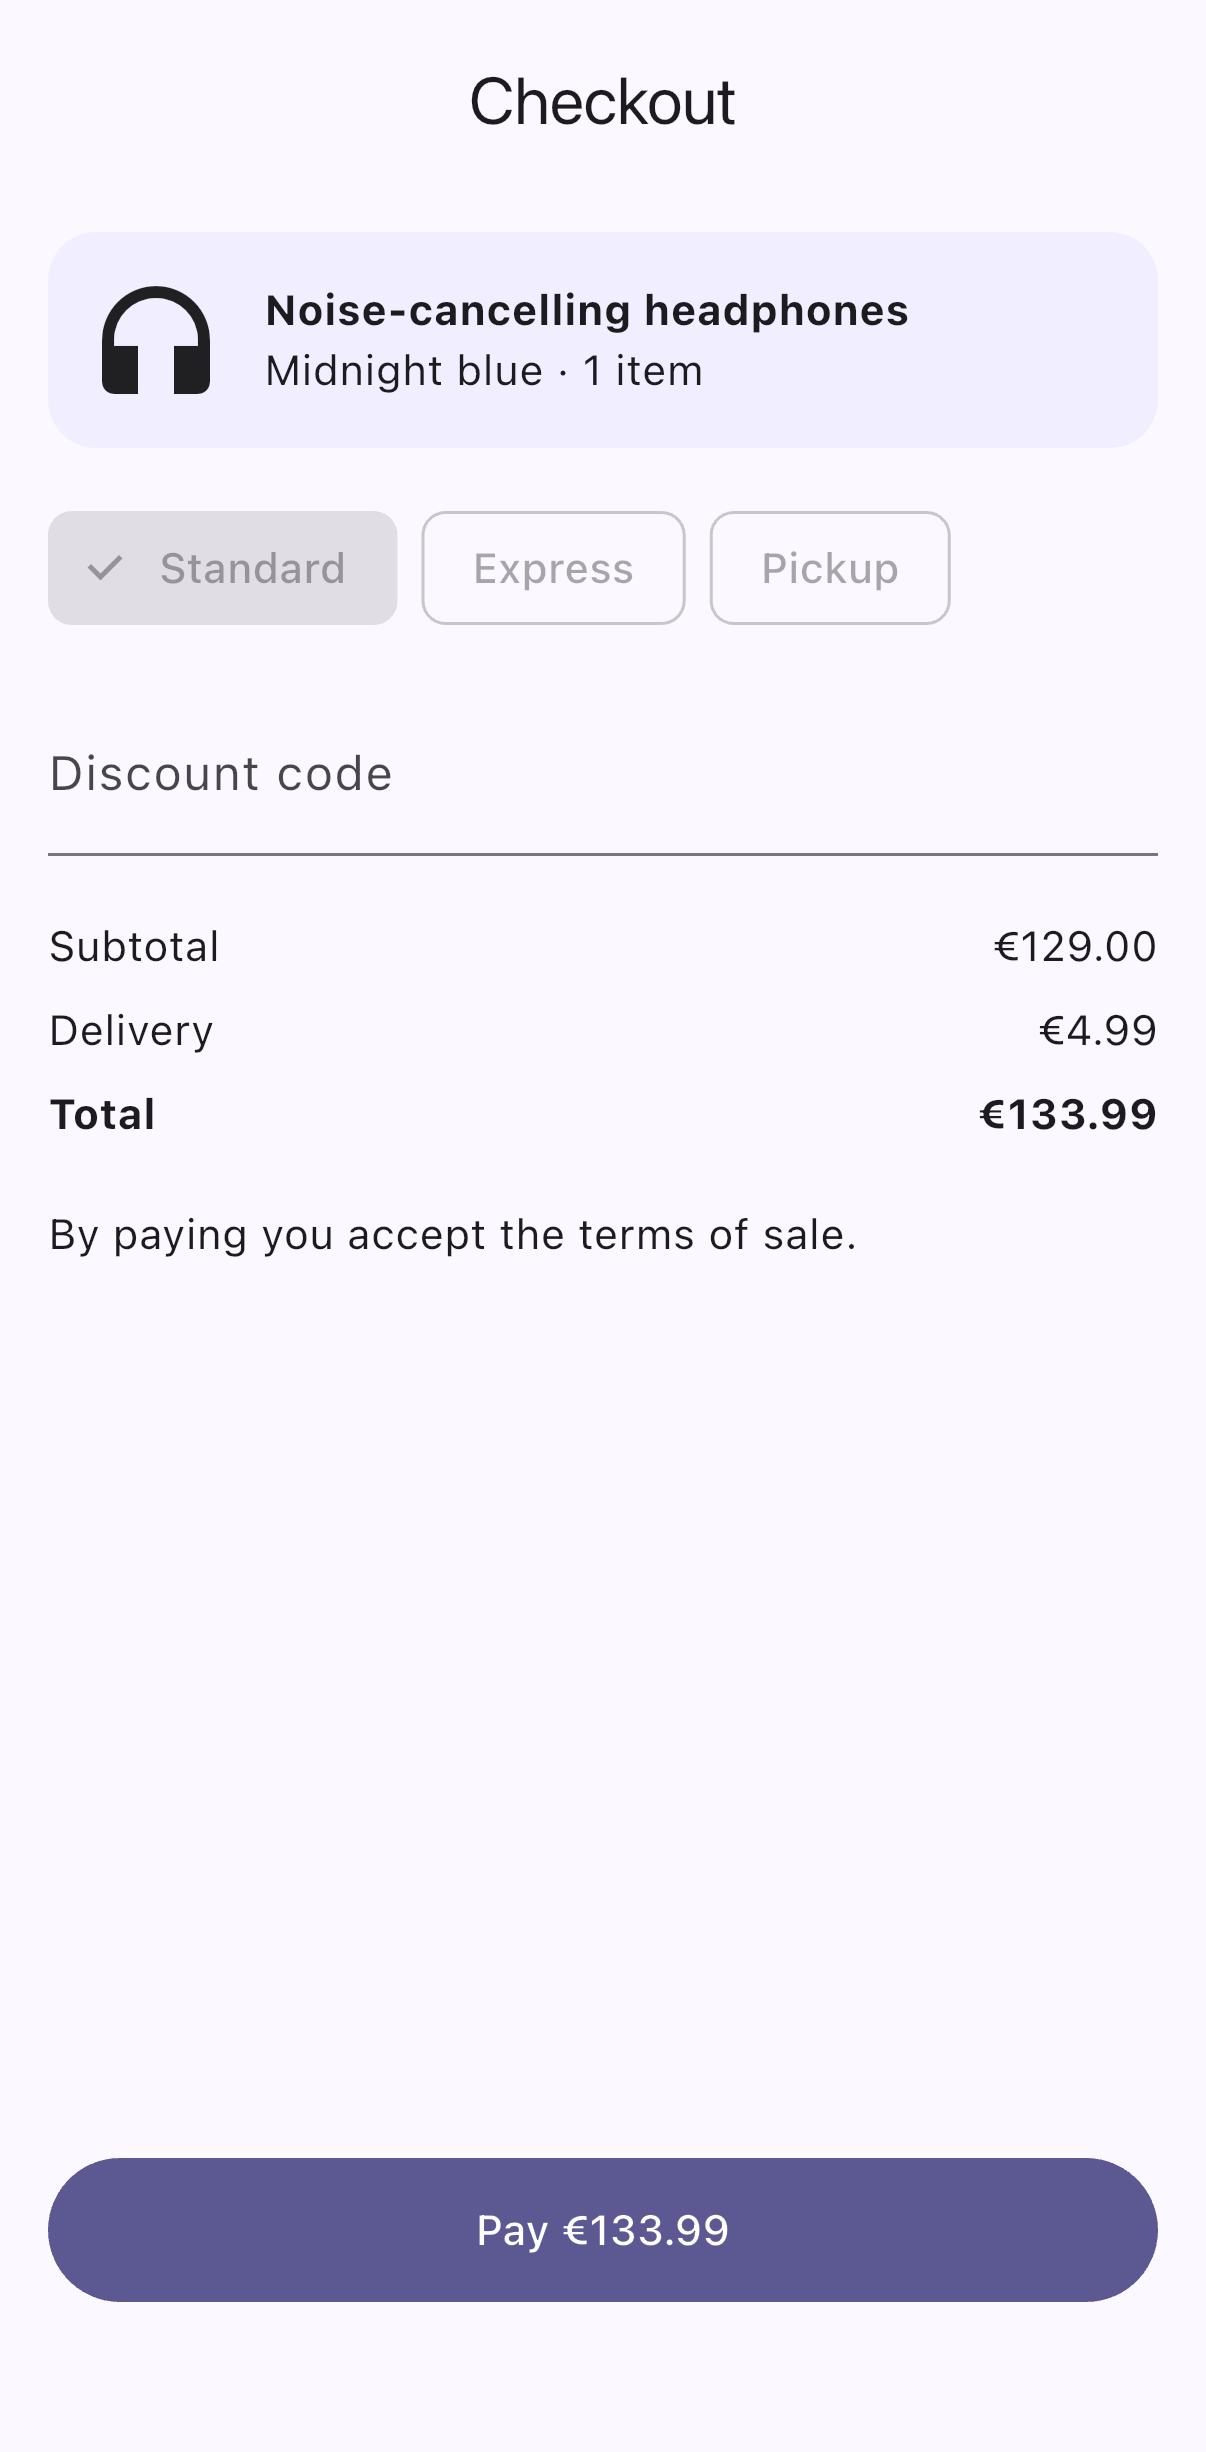 Checkout
Noise-cancelling headphones
Midnight blue · 1 item
Standard Express Pickup
Discount code
Subtotal €129.00
Delivery €4.99
Total €133.99
By paying you accept the terms of sale.
Pay €133.99